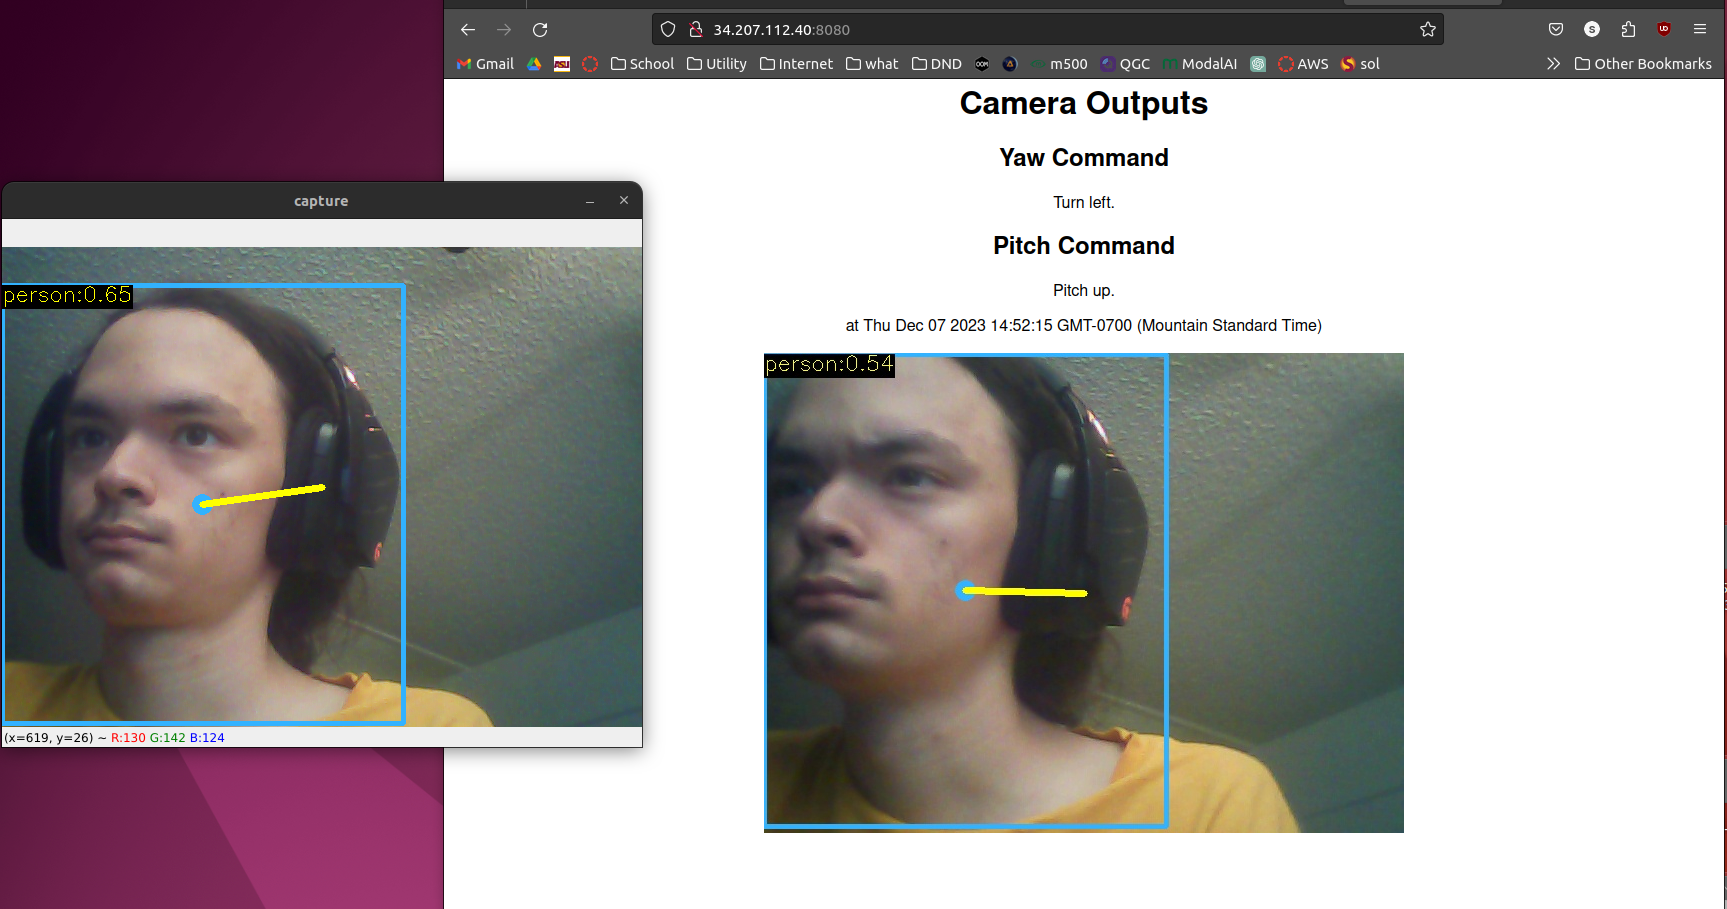 34.207.112.40:8080
Gmail School Utility Internet what DND m500 QGC ModalAI AWS sol Other Bookmarks
Camera Outputs
Yaw Command
Turn left.
Pitch Command
Pitch up.
at Thu Dec 07 2023 14:52:15 GMT-0700 (Mountain Standard Time)
person:0.54
capture
person:0.65
(x=619, y=26) ~ R:130 G:142 B:124